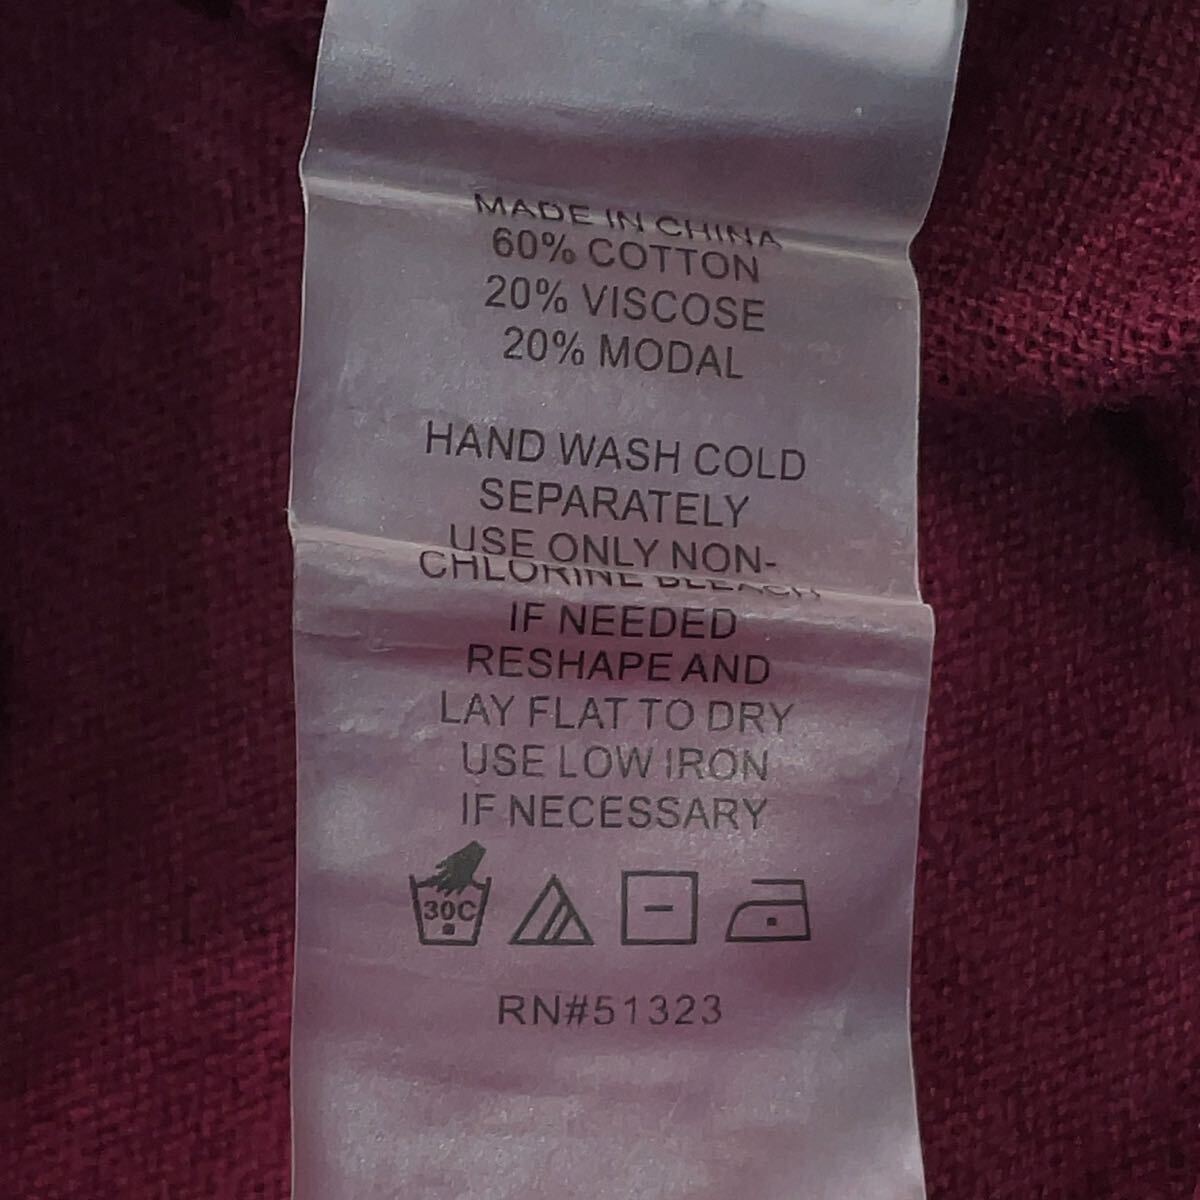 MADE IN CHINA
60% COTTON
20% VISCOSE
20% MODAL
HAND WASH COLD
SEPARATELY
USE ONLY NON-
CHLORINE BLEACH
IF NEEDED
RESHAPE AND
LAY FLAT TO DRY
USE LOW IRON
IF NECESSARY
30C
RN#51323